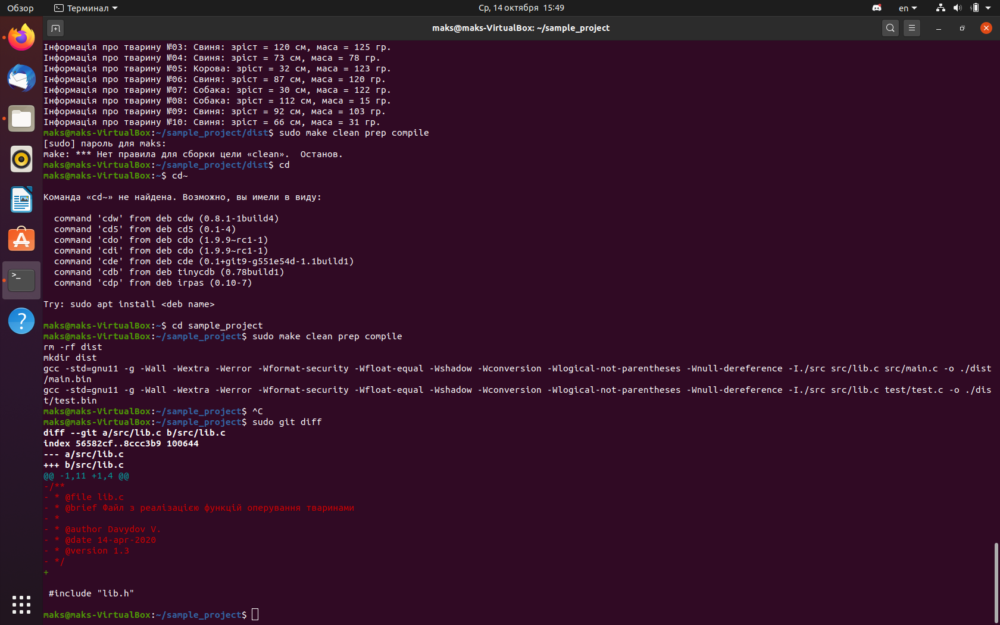 Обзор
Терминал
Ср, 14 октября 15:49
en
maks@maks-VirtualBox: ~/sample_project
Інформація про тварину №03: Свиня: зріст = 120 см, маса = 125 гр.
Інформація про тварину №04: Свиня: зріст = 73 см, маса = 78 гр.
Інформація про тварину №05: Корова: зріст = 32 см, маса = 123 гр.
Інформація про тварину №06: Свиня: зріст = 87 см, маса = 120 гр.
Інформація про тварину №07: Собака: зріст = 30 см, маса = 122 гр.
Інформація про тварину №08: Собака: зріст = 112 см, маса = 15 гр.
Інформація про тварину №09: Свиня: зріст = 92 см, маса = 103 гр.
Інформація про тварину №10: Свиня: зріст = 66 см, маса = 31 гр.
maks@maks-VirtualBox:~/sample_project/dist$ sudo make clean prep compile
[sudo] пароль для maks:
make: *** Нет правила для сборки цели «clean».  Останов.
maks@maks-VirtualBox:~/sample_project/dist$ cd
maks@maks-VirtualBox:~$ cd~
Команда «cd~» не найдена. Возможно, вы имели в виду:
  command 'cdw' from deb cdw (0.8.1-1build4)
  command 'cd5' from deb cd5 (0.1-4)
  command 'cdo' from deb cdo (1.9.9~rc1-1)
  command 'cdi' from deb cdo (1.9.9~rc1-1)
  command 'cde' from deb cde (0.1+git9-g551e54d-1.1build1)
  command 'cdb' from deb tinycdb (0.78build1)
  command 'cdp' from deb irpas (0.10-7)
Try: sudo apt install <deb name>
maks@maks-VirtualBox:~$ cd sample_project
maks@maks-VirtualBox:~/sample_project$ sudo make clean prep compile
rm -rf dist
mkdir dist
gcc -std=gnu11 -g -Wall -Wextra -Werror -Wformat-security -Wfloat-equal -Wshadow -Wconversion -Wlogical-not-parentheses -Wnull-dereference -I./src src/lib.c src/main.c -o ./dist
/main.bin
gcc -std=gnu11 -g -Wall -Wextra -Werror -Wformat-security -Wfloat-equal -Wshadow -Wconversion -Wlogical-not-parentheses -Wnull-dereference -I./src src/lib.c test/test.c -o ./dis
t/test.bin
maks@maks-VirtualBox:~/sample_project$ ^C
maks@maks-VirtualBox:~/sample_project$ sudo git diff
diff --git a/src/lib.c b/src/lib.c
index 56582cf..8ccc3b9 100644
--- a/src/lib.c
+++ b/src/lib.c
@@ -1,11 +1,4 @@
-/**
- * @file lib.c
- * @brief Файл з реалізацією функцій оперування тваринами
- *
- * @author Davydov V.
- * @date 14-apr-2020
- * @version 1.3
- */
+
 #include "lib.h"
maks@maks-VirtualBox:~/sample_project$